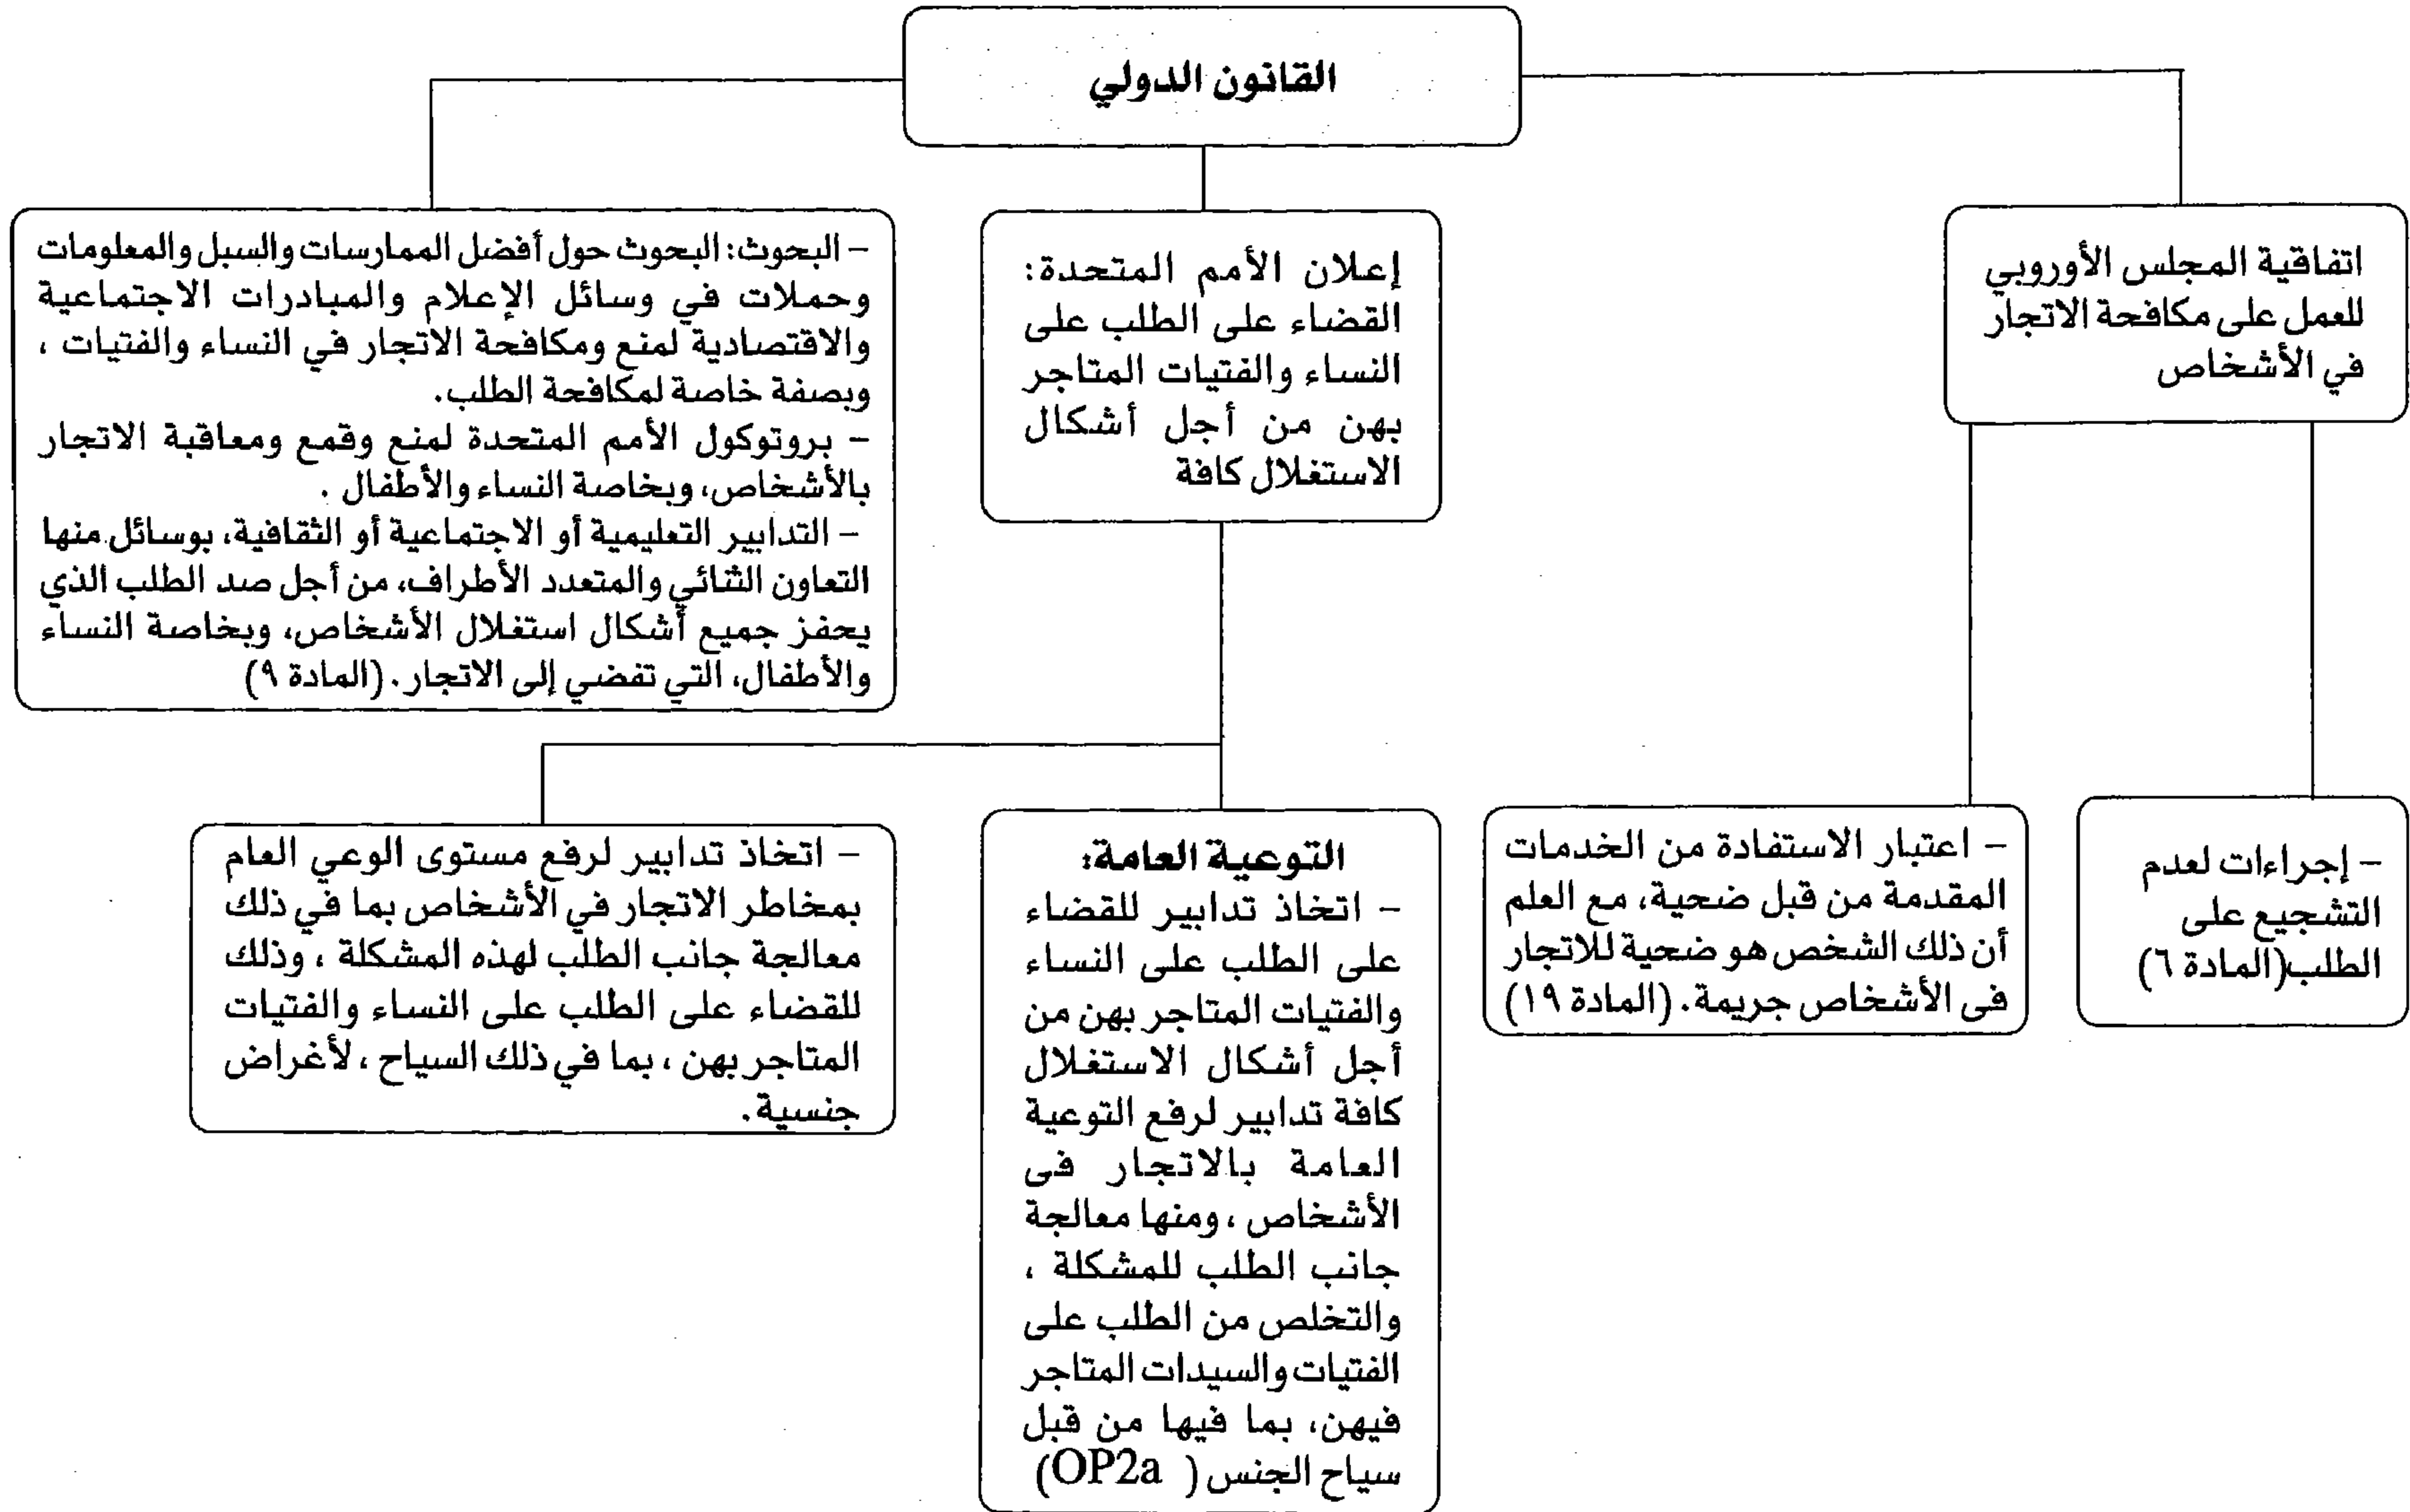 القانون الدولي
اتفاقية المجلس الأوروبي
للعمل على مكافحة الاتجار
في الأشخاص
إعلان الأمم المتحدة:
القضاء على الطلب على
النساء والفتيات المتاجر
بهن من أجل أشكال
الاستغلال كافة
– البحوث: البحوث حول أفضل الممارسات والسبل والمعلومات
وحملات في وسائل الإعلام والمبادرات الاجتماعية
والاقتصادية لمنع ومكافحة الاتجار في النساء والفتيات ،
وبصفة خاصة لمكافحة الطلب.
– بروتوكول الأمم المتحدة لمنع وقمع ومعاقبة الاتجار
بالأشخاص، وبخاصة النساء والأطفال .
– التدابير التعليمية أو الاجتماعية أو الثقافية، بوسائل منها
التعاون الثنائي والمتعدد الأطراف، من أجل صد الطلب الذي
يحفز جميع أشكال استغلال الأشخاص، وبخاصة النساء
والأطفال، التي تفضي إلى الاتجار. (المادة ٩)
– إجراءات لعدم
التشجيع على
الطلب(المادة ٦)
– اعتبار الاستفادة من الخدمات
المقدمة من قبل ضحية، مع العلم
أن ذلك الشخص هو ضحية للاتجار
فى الأشخاص جريمة. (المادة ١٩)
التوعية العامة:
– اتخاذ تدابير للقضاء
على الطلب على النساء
والفتيات المتاجر بهن من
أجل أشكال الاستغلال
كافة تدابير لرفع التوعية
العامة بالاتجار فى
الأشخاص ، ومنها معالجة
جانب الطلب للمشكلة ،
والتخلص من الطلب على
الفتيات والسيدات المتاجر
فيهن، بما فيها من قبل
سياح الجنس ( OP2a)
– اتخاذ تدابير لرفع مستوى الوعي العام
بمخاطر الاتجار في الأشخاص بما في ذلك
معالجة جانب الطلب لهذه المشكلة ، وذلك
للقضاء على الطلب على النساء والفتيات
المتاجر بهن ، بما في ذلك السياح ، لأغراض
جنسية.